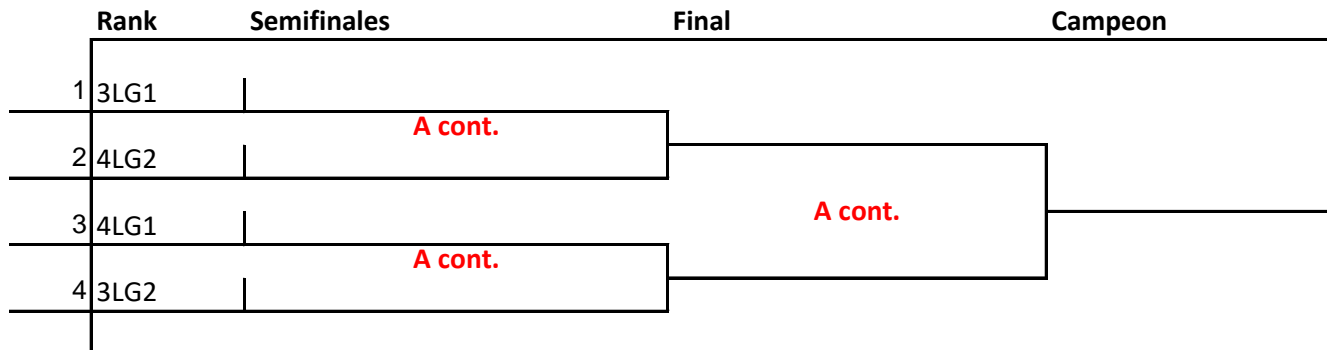 Rank Semifinales Final Campeon
1 3LG1
A cont.
2 4LG2
A cont.
3 4LG1
A cont.
4 3LG2